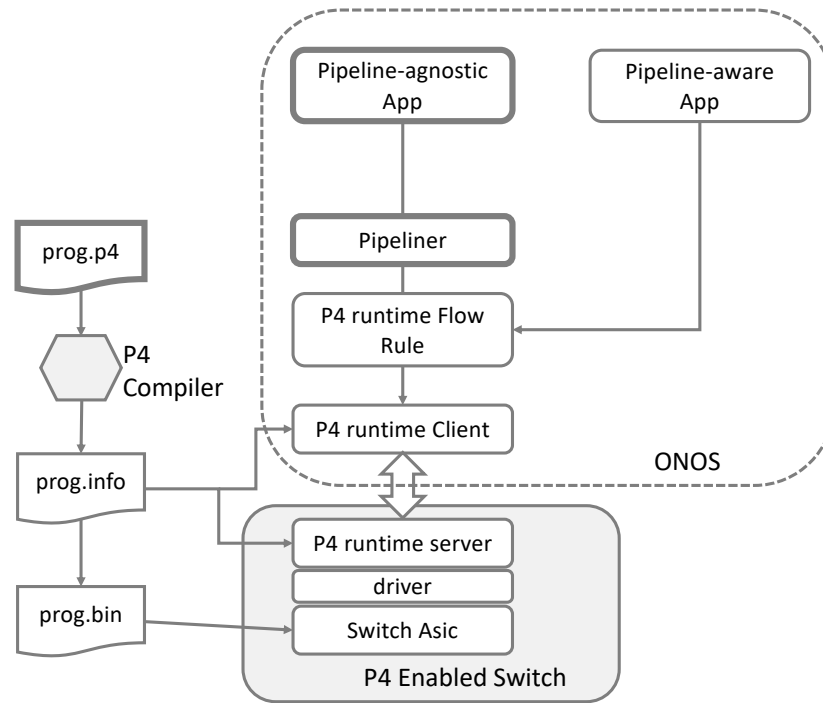 Pipeline-agnostic
App
Pipeline-aware
App
Pipeliner
prog.p4
P4 runtime Flow
Rule
P4
Compiler
P4 runtime Client
ONOS
prog.info
P4 runtime server
driver
prog.bin
Switch Asic
P4 Enabled Switch